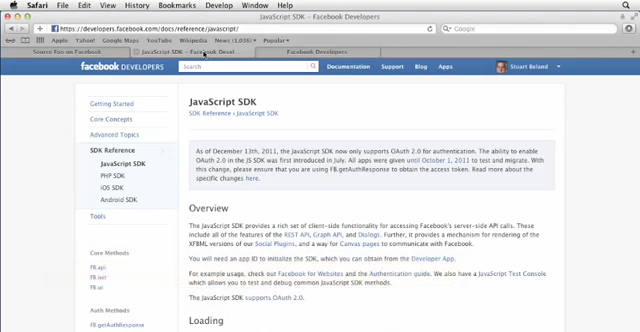 Safari File Edit View History Bookmarks Develop Window Help
JavaScript SDK – Facebook Developers
https://developers.facebook.com/docs/reference/javascript/
Google
Apple Yahoo! Google Maps YouTube Wikipedia News (1,036) Popular
Source Foo on Facebook
JavaScript SDK – Facebook Devel...
Facebook Developers
facebook DEVELOPERS
Search
Documentation Support Blog Apps
Stuart Beland
Getting Started
Core Concepts
Advanced Topics
SDK Reference
JavaScript SDK
PHP SDK
iOS SDK
Android SDK
Tools
Core Methods
FB.api
FB.init
FB.ui
Auth Methods
FB.getAuthResponse
JavaScript SDK
SDK Reference › JavaScript SDK
As of December 13th, 2011, the JavaScript SDK now only supports OAuth 2.0 for authentication. The ability to enable
OAuth 2.0 in the JS SDK was first introduced in July. All apps were given until October 1, 2011 to test and migrate. With
this change, please ensure that you are using FB.getAuthResponse to obtain the access token. Read more about the
specific changes here.
Overview
The JavaScript SDK provides a rich set of client-side functionality for accessing Facebook's server-side API calls. These
include all of the features of the REST API, Graph API, and Dialogs. Further, it provides a mechanism for rendering of the
XFBML versions of our Social Plugins, and a way for Canvas pages to communicate with Facebook.
You will need an app ID to initialize the SDK, which you can obtain from the Developer App.
For example usage, check out Facebook for Websites and the Authentication guide. We also have a JavaScript Test Console
which allows you to test and debug common JavaScript SDK methods.
The JavaScript SDK supports OAuth 2.0.
Loading